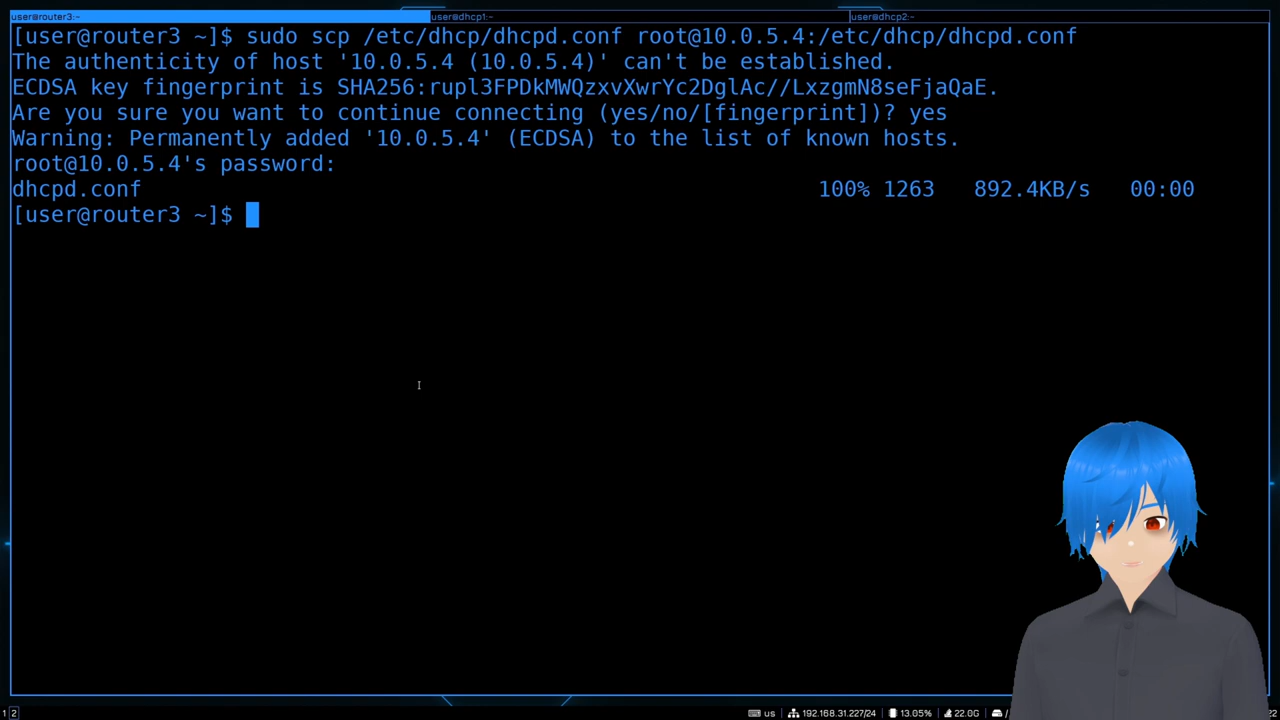 user@router3:~ user@dhcp1:~ user@dhcp2:~
[user@router3 ~]$ sudo scp /etc/dhcp/dhcpd.conf root@10.0.5.4:/etc/dhcp/dhcpd.conf
The authenticity of host '10.0.5.4 (10.0.5.4)' can't be established.
ECDSA key fingerprint is SHA256:rupl3FPDkMWQzxvXwrYc2DglAc//LxzgmN8seFjaQaE.
Are you sure you want to continue connecting (yes/no/[fingerprint])? yes
Warning: Permanently added '10.0.5.4' (ECDSA) to the list of known hosts.
root@10.0.5.4's password:
dhcpd.conf 100% 1263 892.4KB/s 00:00
[user@router3 ~]$
1 2 us 192.168.31.227/24 13.05% 22.0G / 22